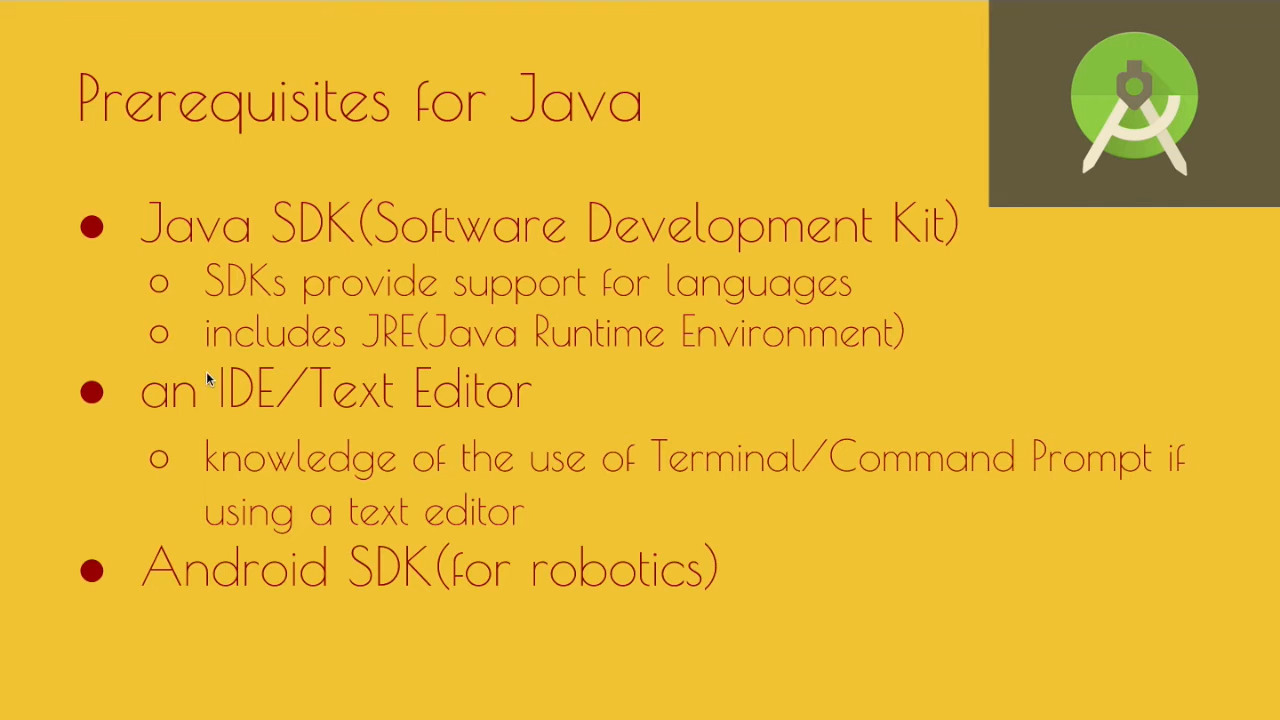 Prerequisites for Java
● Java SDK(Software Development Kit)
○ SDKs provide support for languages
○ includes JRE(Java Runtime Environment)
● an IDE/Text Editor
○ knowledge of the use of Terminal/Command Prompt if
using a text editor
● Android SDK(for robotics)